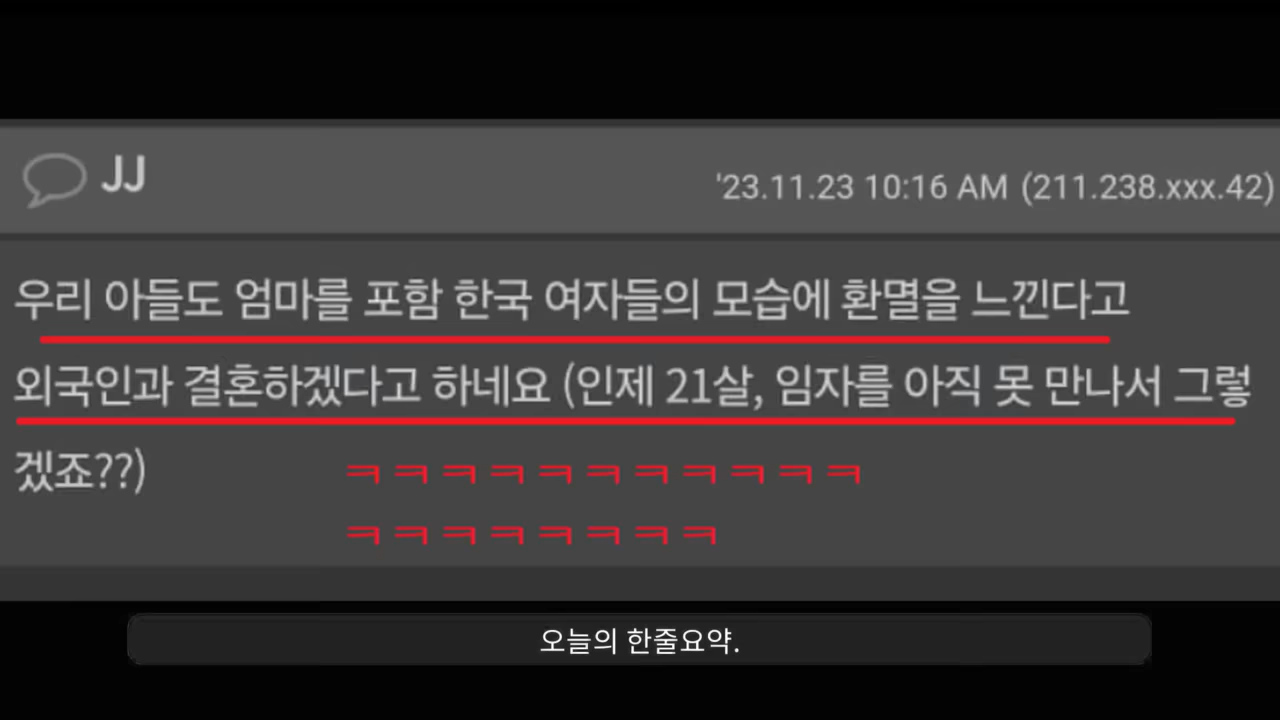 JJ
'23.11.23 10:16 AM (211.238.xxx.42)
우리 아들도 엄마를 포함 한국 여자들의 모습에 환멸을 느낀다고
외국인과 결혼하겠다고 하네요 (인제 21살, 임자를 아직 못 만나서 그렇
겠죠??)
ㅋㅋㅋㅋㅋㅋㅋㅋㅋㅋㅋ
ㅋㅋㅋㅋㅋㅋㅋㅋ
오늘의 한줄요약.